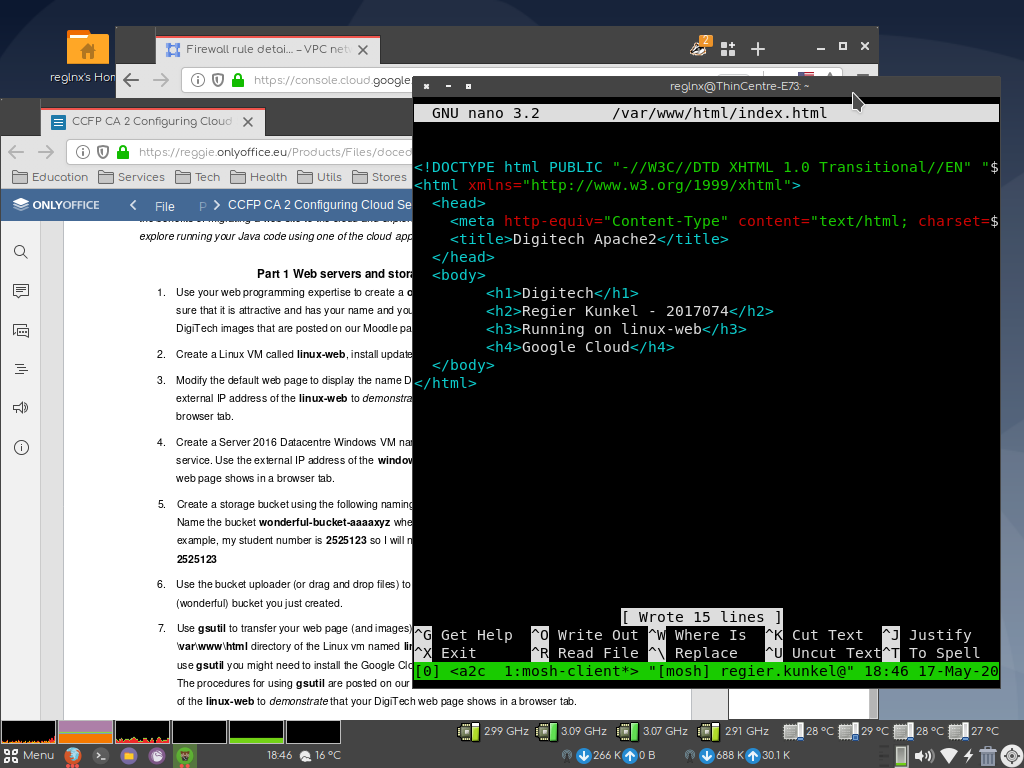 reglnx's Hom
Firewall rule detai... – VPC netw
2
https://console.cloud.google.
reglnx@ThinCentre-E73: ~
CCFP CA 2 Configuring Cloud
https://reggie.onlyoffice.eu/Products/Files/doced
Education Services Tech Health Utils Stores
ONLYOFFICE File P CCFP CA 2 Configuring Cloud Se
explore running your Java code using one of the cloud app
Part 1 Web servers and stora
1. Use your web programming expertise to create a o
sure that it is attractive and has your name and you
DigiTech images that are posted on our Moodle pa
2. Create a Linux VM called linux-web, install update
3. Modify the default web page to display the name D
external IP address of the linux-web to demonstra
browser tab.
4. Create a Server 2016 Datacentre Windows VM nam
service. Use the external IP address of the window
web page shows in a browser tab.
5. Create a storage bucket using the following naming
Name the bucket wonderful-bucket-aaaaxyz whe
example, my student number is 2525123 so I will n
2525123
6. Use the bucket uploader (or drag and drop files) to
(wonderful) bucket you just created.
7. Use gsutil to transfer your web page (and images)
\var\www\html directory of the Linux vm named lin
use gsutil you might need to install the Google Clo
The procedures for using gsutil are posted on our
of the linux-web to demonstrate that your DigiTech web page shows in a browser tab.
GNU nano 3.2 /var/www/html/index.html
<!DOCTYPE html PUBLIC "-//W3C//DTD XHTML 1.0 Transitional//EN" "$
<html xmlns="http://www.w3.org/1999/xhtml">
<head>
<meta http-equiv="Content-Type" content="text/html; charset=$
<title>Digitech Apache2</title>
</head>
<body>
<h1>Digitech</h1>
<h2>Regier Kunkel - 2017074</h2>
<h3>Running on linux-web</h3>
<h4>Google Cloud</h4>
</body>
</html>
[ Wrote 15 lines ]
^G Get Help ^O Write Out ^W Where Is ^K Cut Text ^J Justify
^X Exit ^R Read File ^\ Replace ^U Uncut Text ^T To Spell
[0] <a2c 1:mosh-client*> "[mosh] regier.kunkel@" 18:46 17-May-20
2.99 GHz 3.09 GHz 3.07 GHz 2.91 GHz 28 °C 29 °C 28 °C 27 °C
Menu 18:46 16 °C 266 K 0 B 688 K 30.1 K